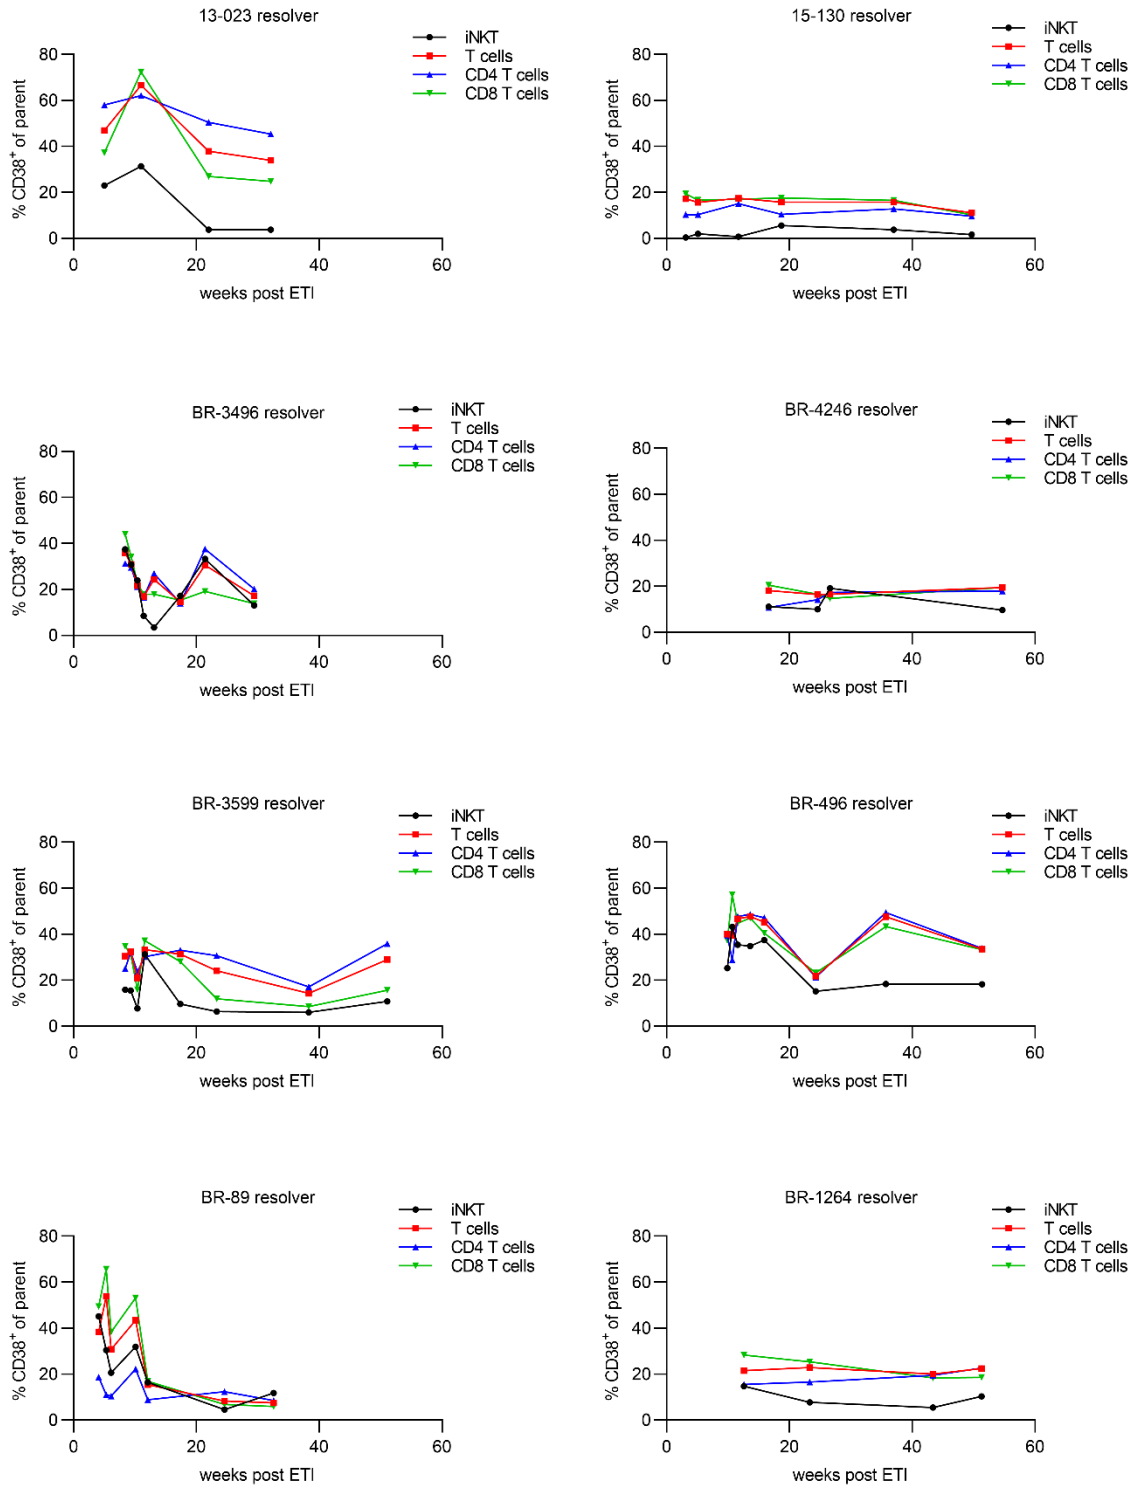 13-023 resolver
iNKT
T cells
CD4 T cells
CD8 T cells
% CD38⁺ of parent
80
60
40
20
0
0 20 40 60
weeks post ETI
15-130 resolver
iNKT
T cells
CD4 T cells
CD8 T cells
% CD38⁺ of parent
80
60
40
20
0
0 20 40 60
weeks post ETI
BR-3496 resolver
iNKT
T cells
CD4 T cells
CD8 T cells
% CD38⁺ of parent
80
60
40
20
0
0 20 40 60
weeks post ETI
BR-4246 resolver
iNKT
T cells
CD4 T cells
CD8 T cells
% CD38⁺ of parent
80
60
40
20
0
0 20 40 60
weeks post ETI
BR-3599 resolver
iNKT
T cells
CD4 T cells
CD8 T cells
% CD38⁺ of parent
80
60
40
20
0
0 20 40 60
weeks post ETI
BR-496 resolver
iNKT
T cells
CD4 T cells
CD8 T cells
% CD38⁺ of parent
80
60
40
20
0
0 20 40 60
weeks post ETI
BR-89 resolver
iNKT
T cells
CD4 T cells
CD8 T cells
% CD38⁺ of parent
80
60
40
20
0
0 20 40 60
weeks post ETI
BR-1264 resolver
iNKT
T cells
CD4 T cells
CD8 T cells
% CD38⁺ of parent
80
60
40
20
0
0 20 40 60
weeks post ETI